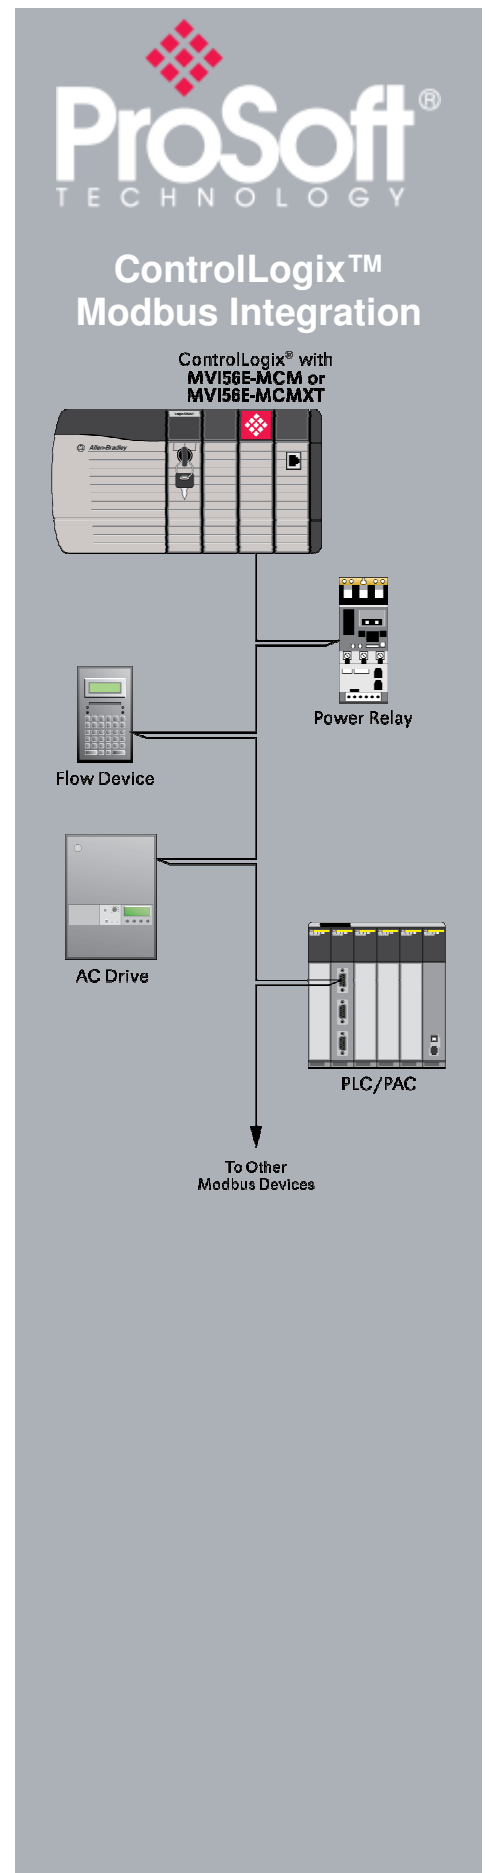 ProSoft®
TECHNOLOGY
ControlLogix™
Modbus Integration
ControlLogix® with
MVI56E-MCM or
MVI56E-MCMXT
Allen-Bradley
Power Relay
Flow Device
AC Drive
PLC/PAC
To Other
Modbus Devices